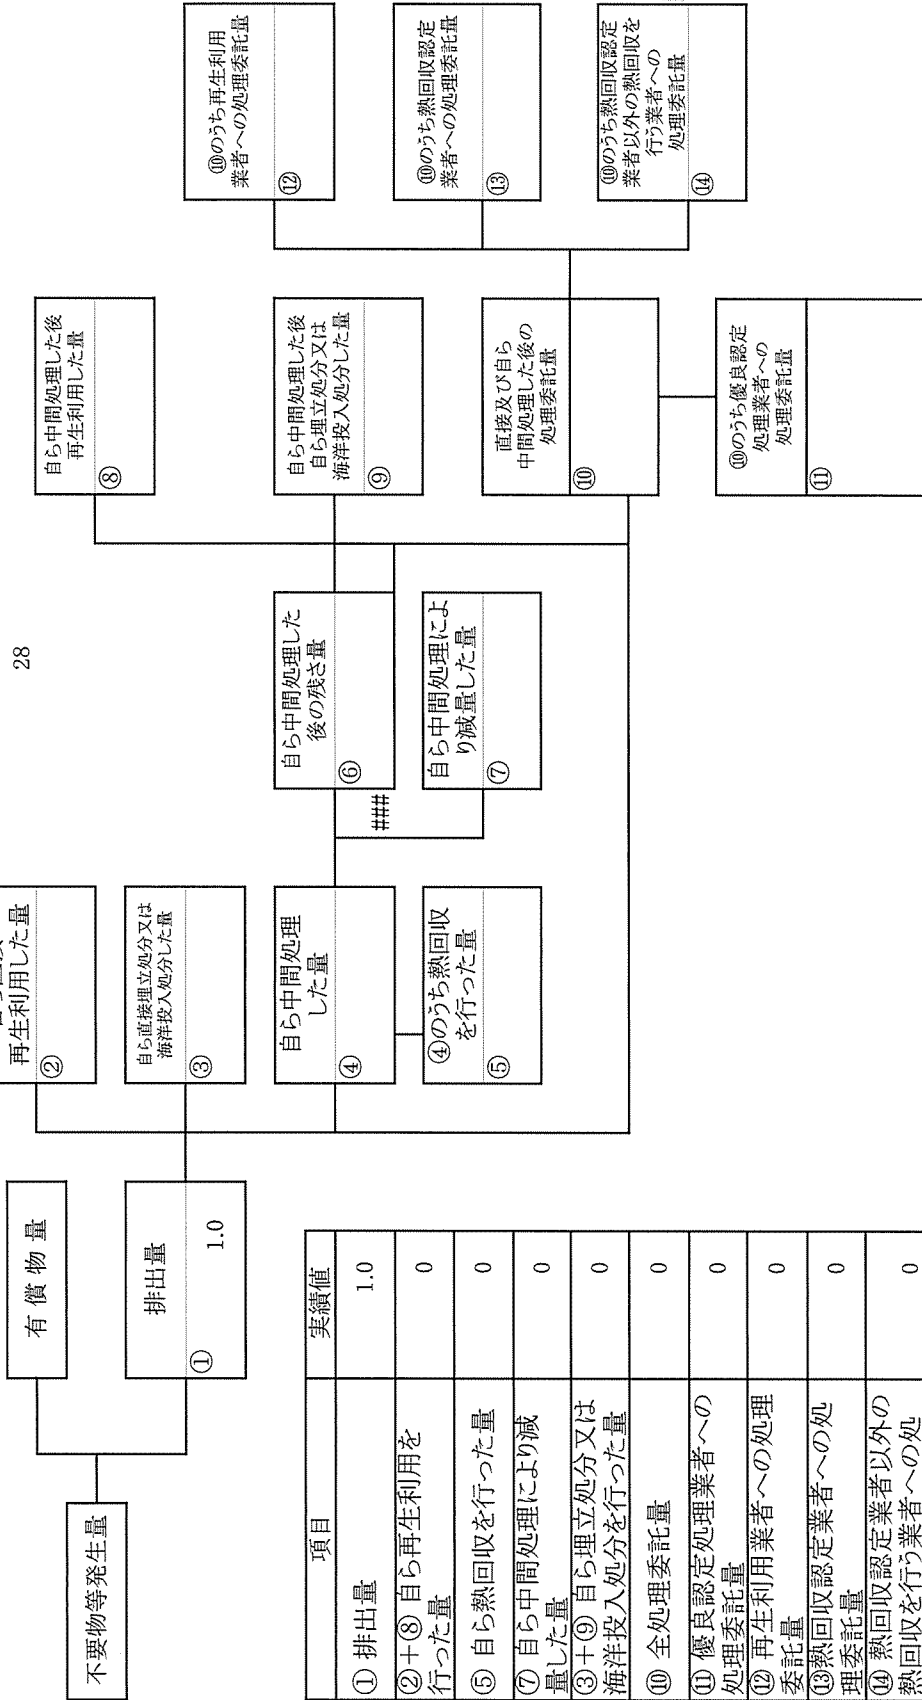 28
不要物等発生量
有 償 物 量
排出量
① 1.0
再生利用した量
②
自ら直接埋立処分又は
海洋投入処分した量
③
自ら中間処理
した量
④
④のうち熱回収
を行った量
⑤
自ら中間処理した
後の残さ量
⑥
###
自ら中間処理によ
り減量した量
⑦
自ら中間処理した後
再生利用した量
⑧
自ら中間処理した後
自ら埋立処分又は
海洋投入処分した量
⑨
直接及び自ら
中間処理した後の
処理委託量
⑩
⑩のうち優良認定
処理業者への
処理委託量
⑪
⑩のうち再生利用
業者への処理委託量
⑫
⑩のうち熱回収認定
業者への処理委託量
⑬
⑩のうち熱回収認定
業者以外の熱回収を
行う業者への
処理委託量
⑭
項目 実績値
① 排出量 1.0
②+⑧ 自ら再生利用を
行った量 0
⑤ 自ら熱回収を行った量 0
⑦ 自ら中間処理により減
量した量 0
③+⑨ 自ら埋立処分又は
海洋投入処分を行った量 0
⑩ 全処理委託量 0
⑪ 優良認定処理業者への
処理委託量 0
⑫ 再生利用業者への処理
委託量 0
⑬熱回収認定業者への処
理委託量 0
⑭ 熱回収認定業者以外の
熱回収を行う業者への処 0